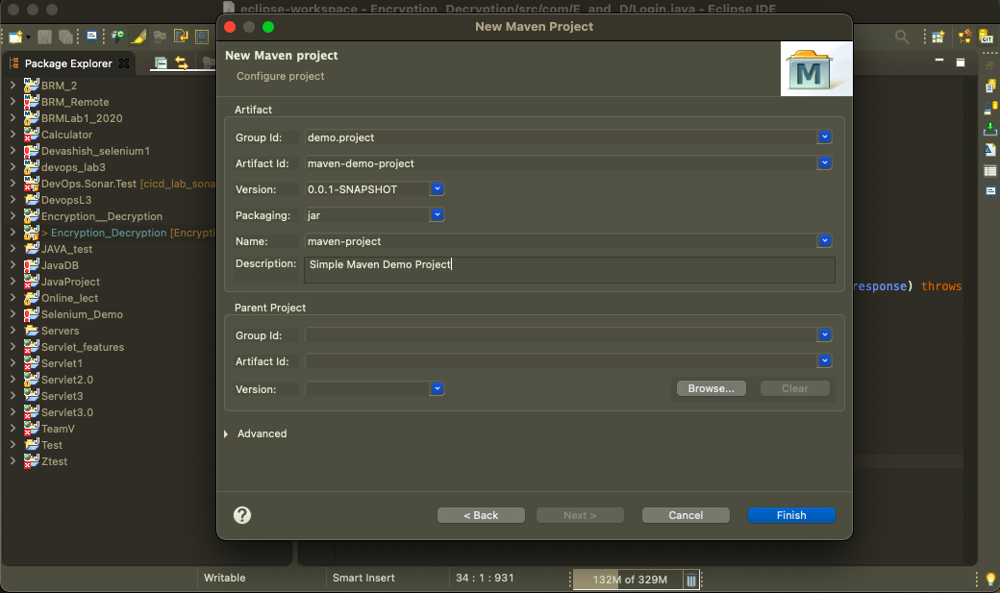 eclipse-workspace - Encryption_Decryption/src/com/E_and_D/Login.java - Eclipse IDE
New Maven Project
Package Explorer
BRM_2
BRM_Remote
BRMLab1_2020
Calculator
Devashish_selenium1
devops_lab3
DevOps.Sonar.Test [cicd_lab_sona
DevopsL3
Encryption__Decryption
> Encryption_Decryption [Encrypti
JAVA_test
JavaDB
JavaProject
Online_lect
Selenium_Demo
Servers
Servlet_features
Servlet1
Servlet2.0
Servlet3
Servlet3.0
TeamV
Test
Ztest
New Maven project
Configure project
M
Artifact
Group Id: demo.project
Artifact Id: maven-demo-project
Version: 0.0.1-SNAPSHOT
Packaging: jar
Name: maven-project
Description: Simple Maven Demo Project
Parent Project
Group Id:
Artifact Id:
Version:
Browse... Clear
Advanced
? < Back Next > Cancel Finish
response) throws
GIT
Writable Smart Insert 34 : 1 : 931 132M of 329M